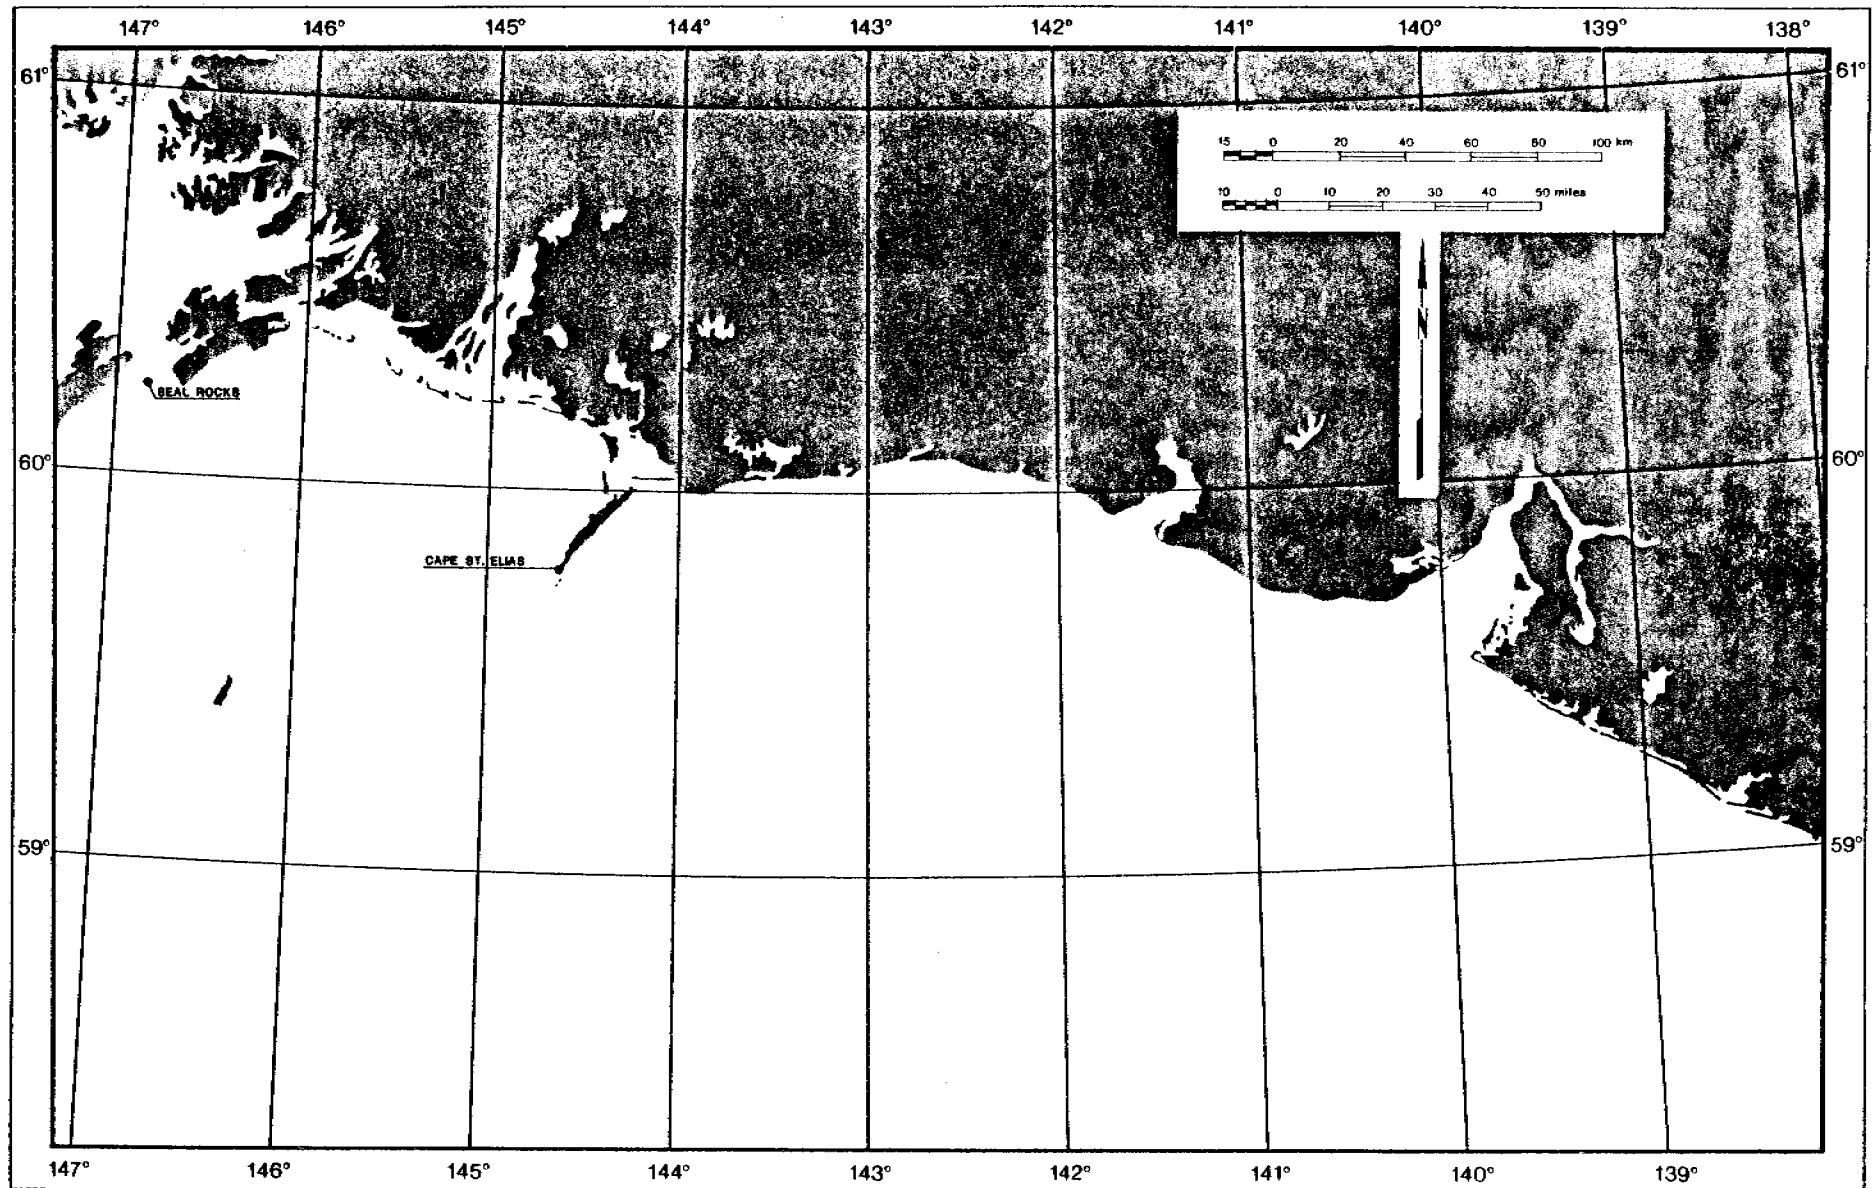 147° 146° 145° 144° 143° 142° 141° 140° 139° 138°
61° 61°
15 0 20 40 60 80 100 km
10 0 10 20 30 40 50 miles
N
SEAL ROCKS
60° 60°
CAPE ST. ELIAS
59° 59°
147° 146° 145° 144° 143° 142° 141° 140° 139°